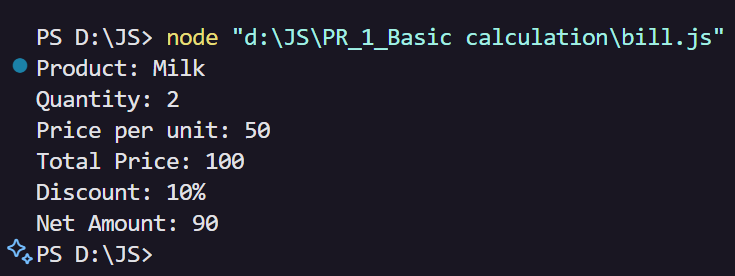 PS D:\JS> node "d:\JS\PR_1_Basic calculation\bill.js"
Product: Milk
Quantity: 2
Price per unit: 50
Total Price: 100
Discount: 10%
Net Amount: 90
PS D:\JS>